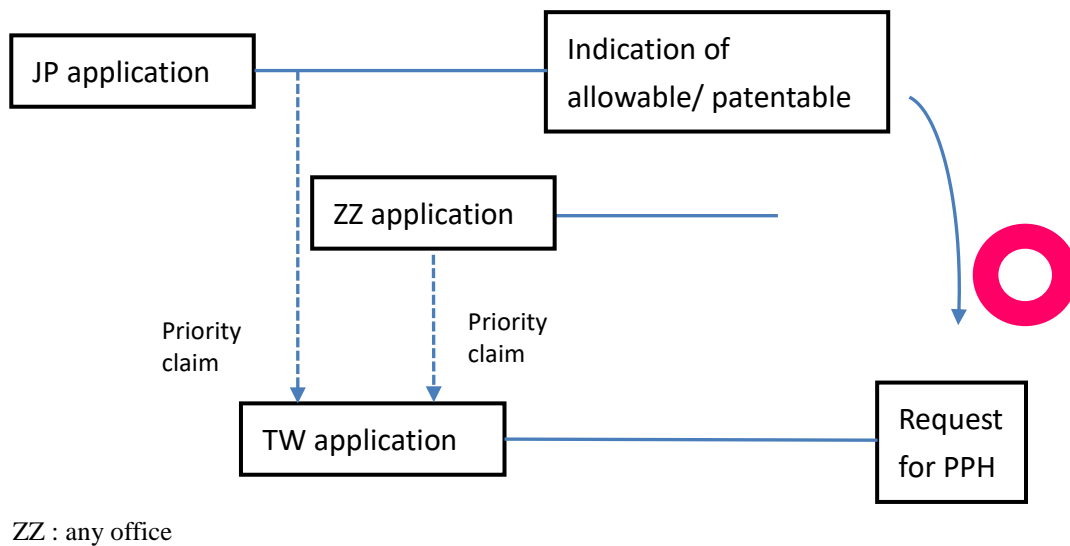 JP application
Indication of
allowable/ patentable
ZZ application
Priority
claim
Priority
claim
TW application
Request
for PPH
ZZ : any office